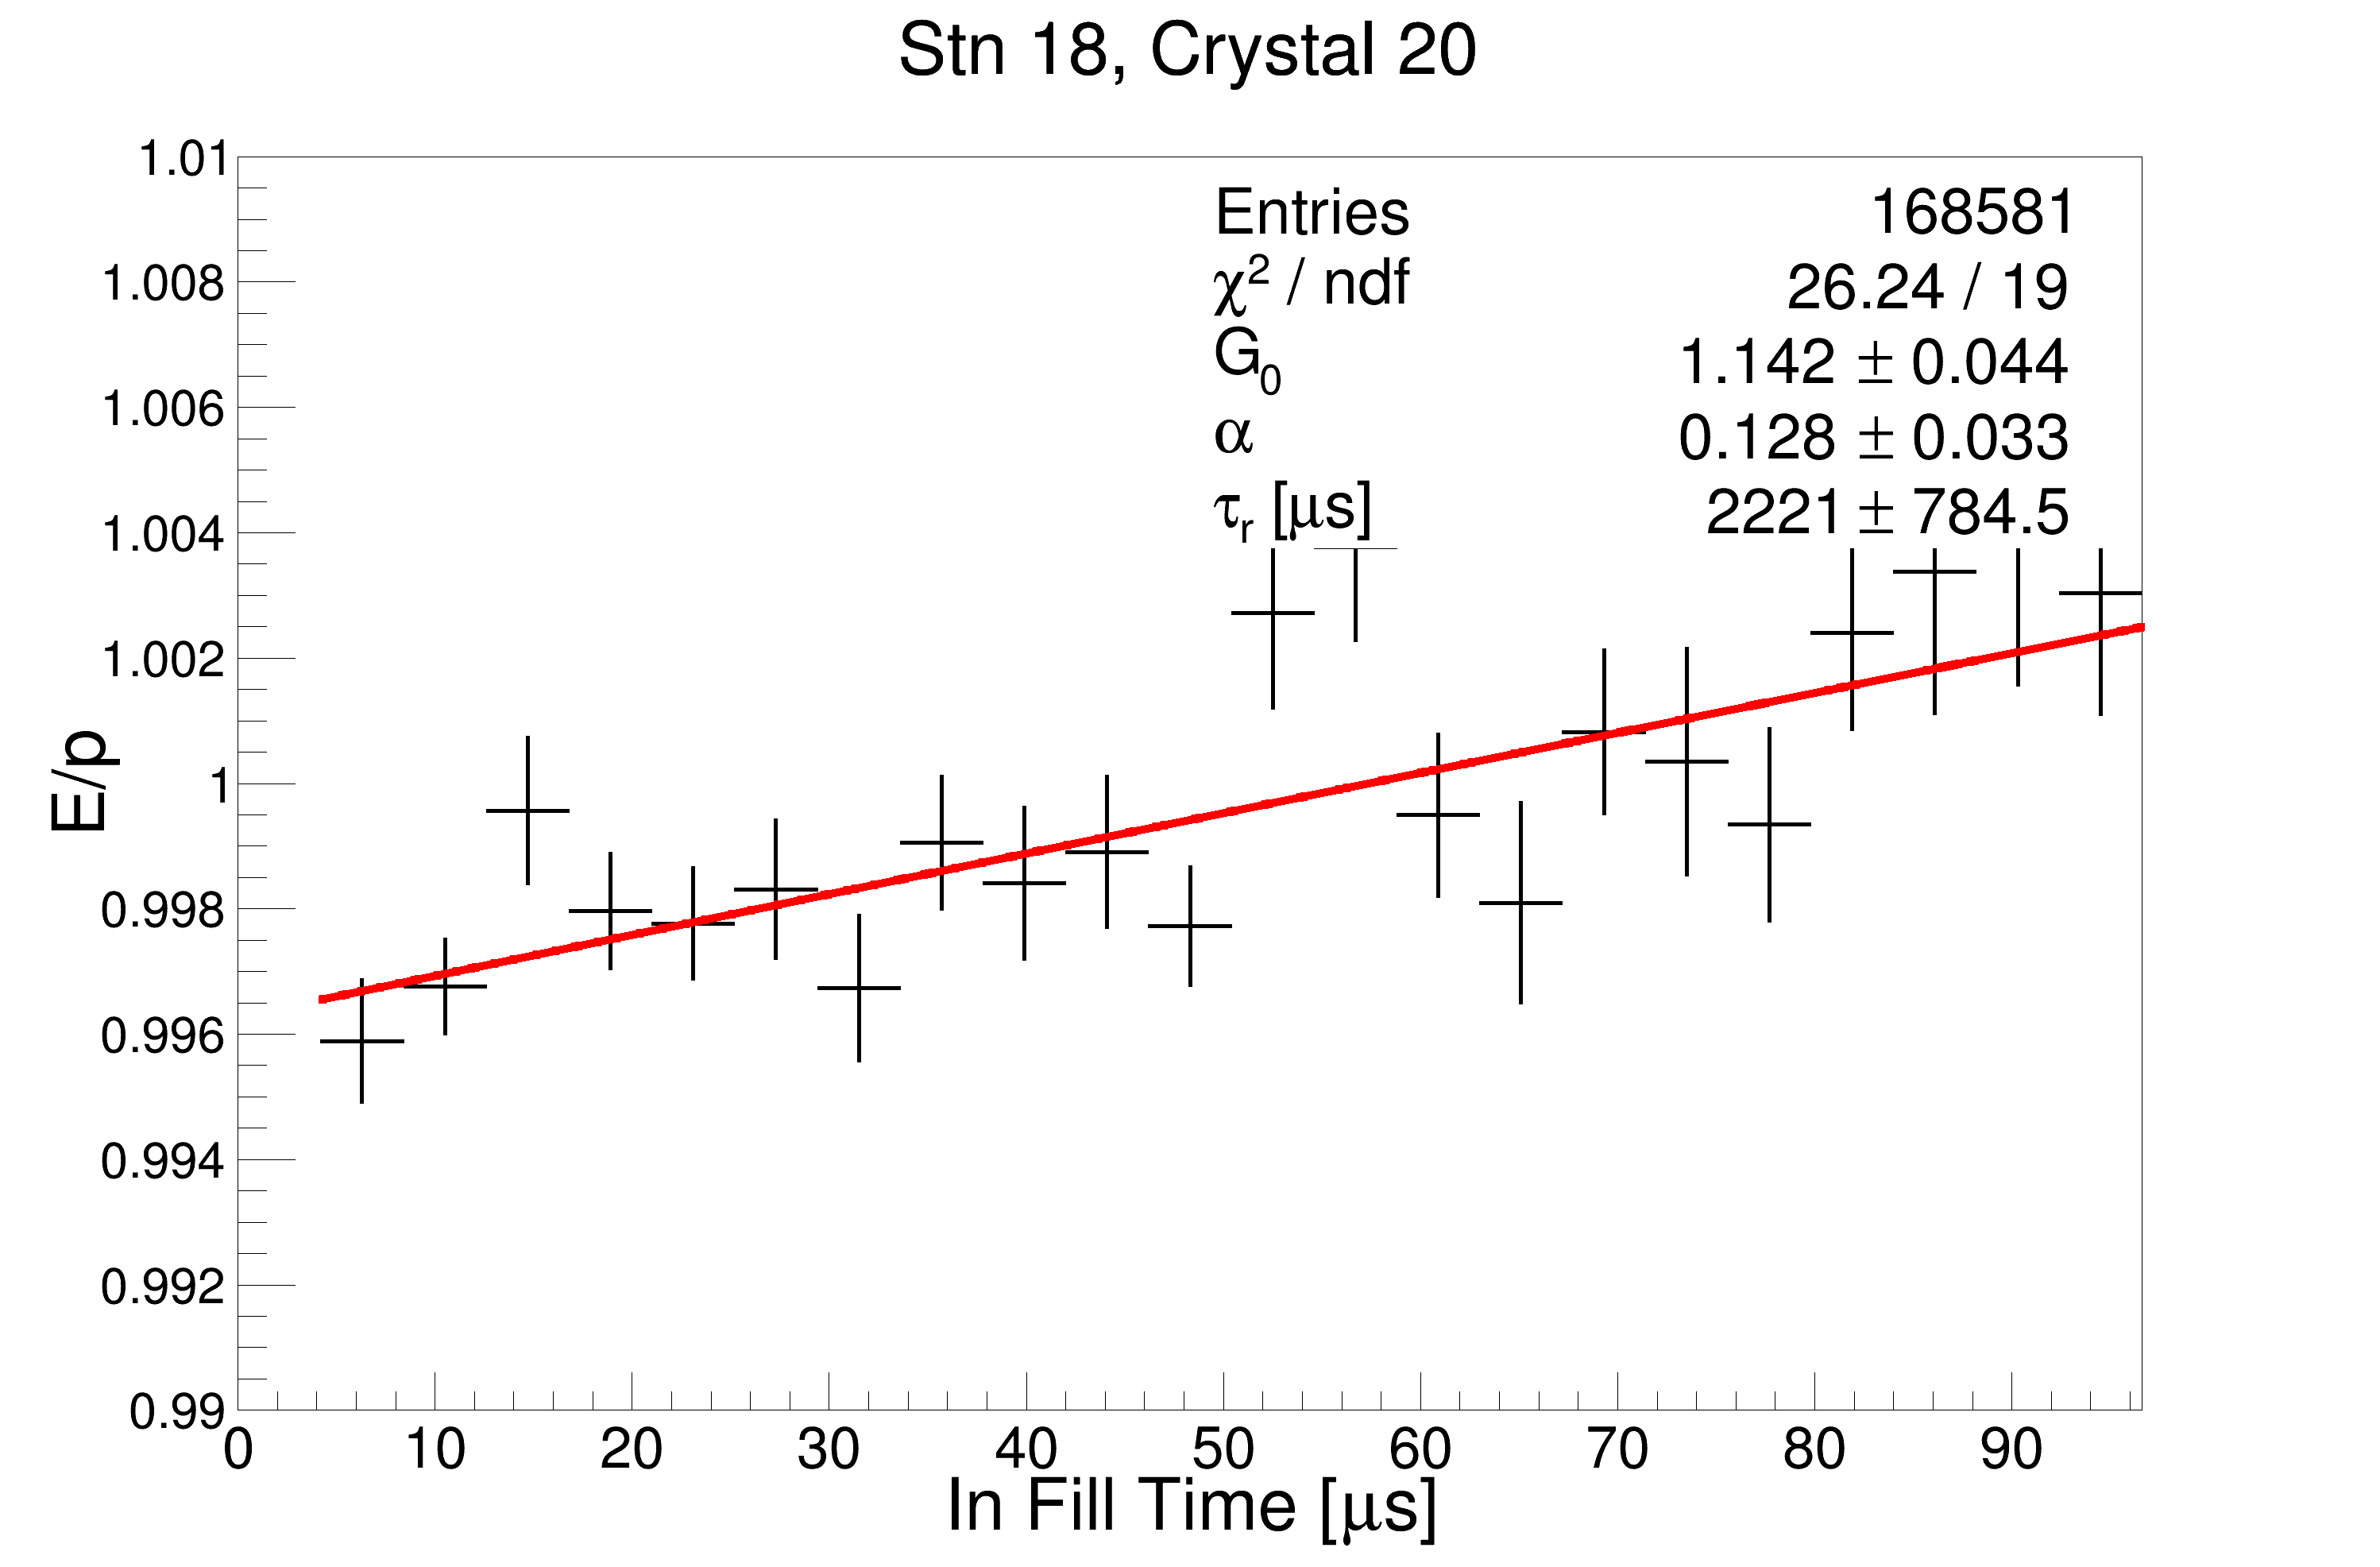 Stn 18, Crystal 20
Entries 168581
χ² / ndf 26.24 / 19
G₀ 1.142 ± 0.044
α 0.128 ± 0.033
τᵣ [μs] 2221 ± 784.5
1.01
1.008
1.006
1.004
1.002
1
0.998
0.996
0.994
0.992
0.99
E/p
0 10 20 30 40 50 60 70 80 90
In Fill Time [μs]